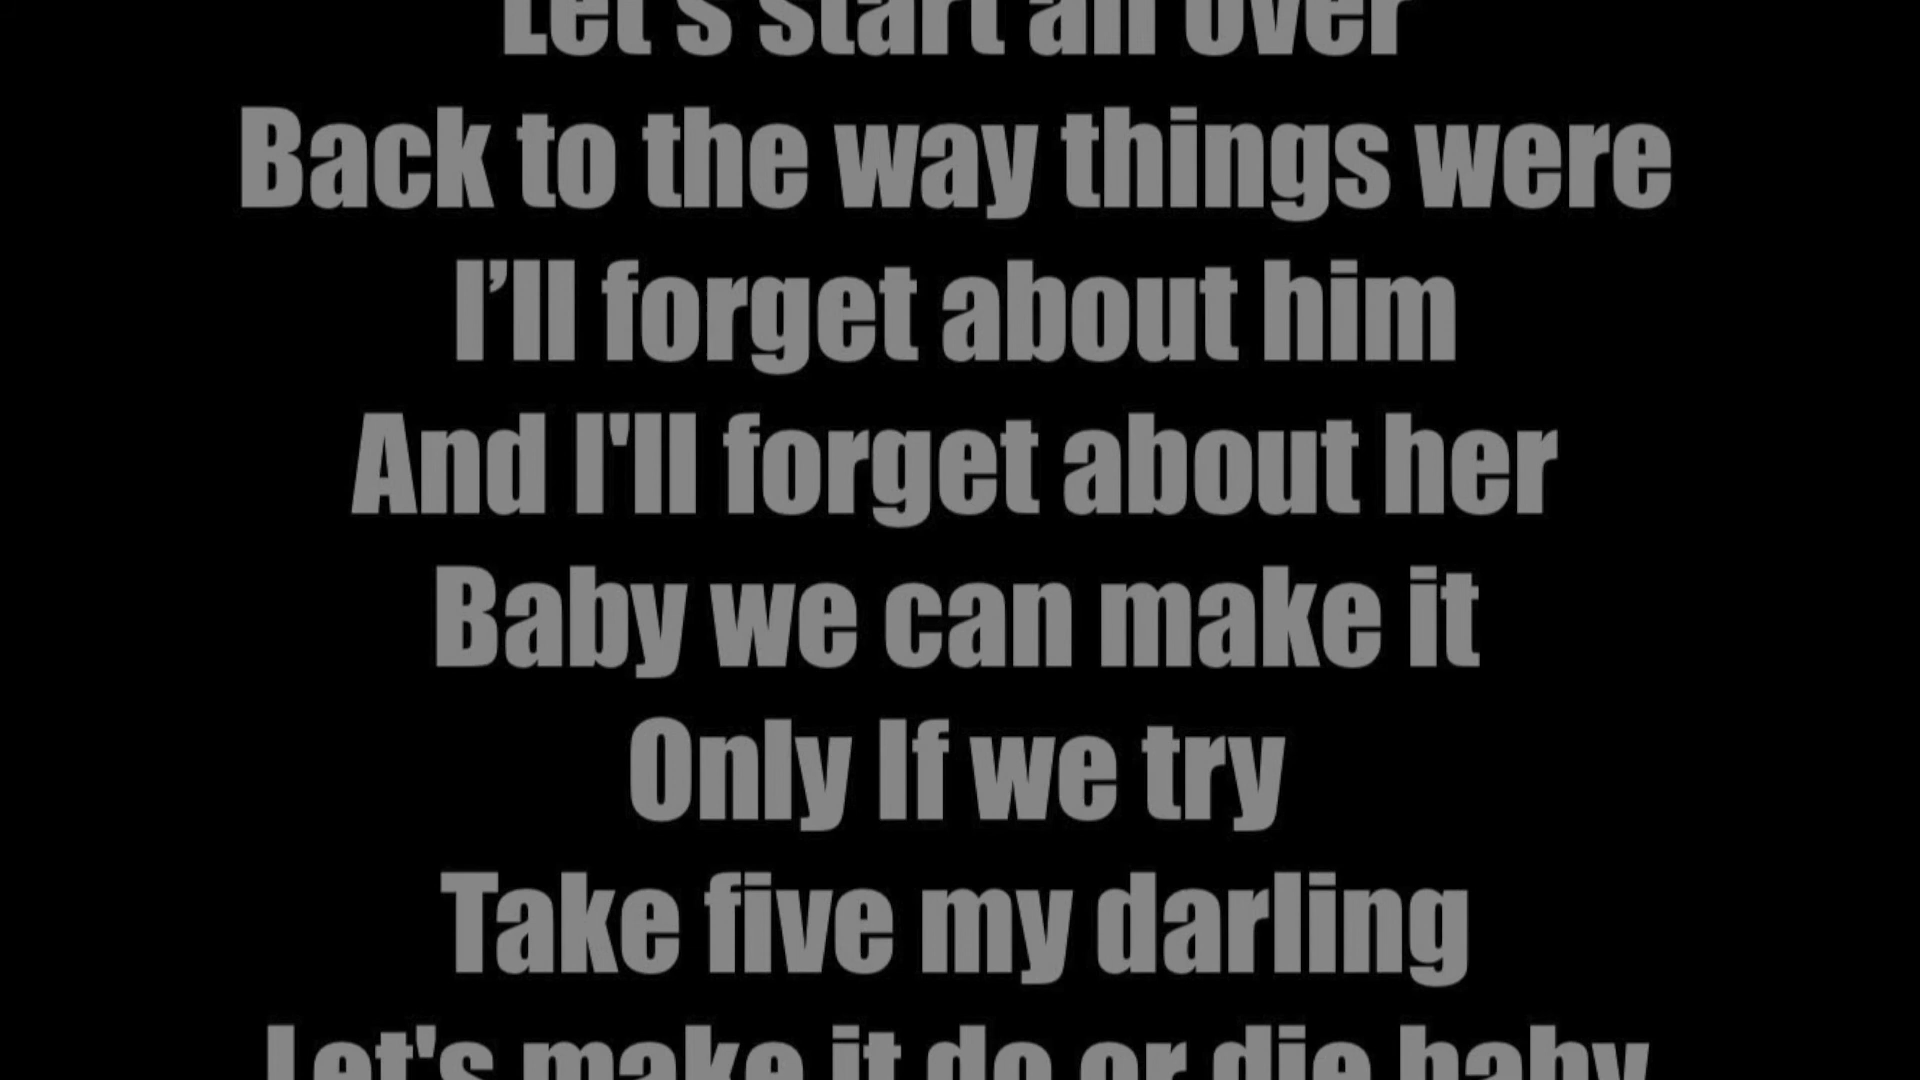 Let's start all over
Back to the way things were
I’ll forget about him
And I'll forget about her
Baby we can make it
Only If we try
Take five my darling
Let's make it do or die baby